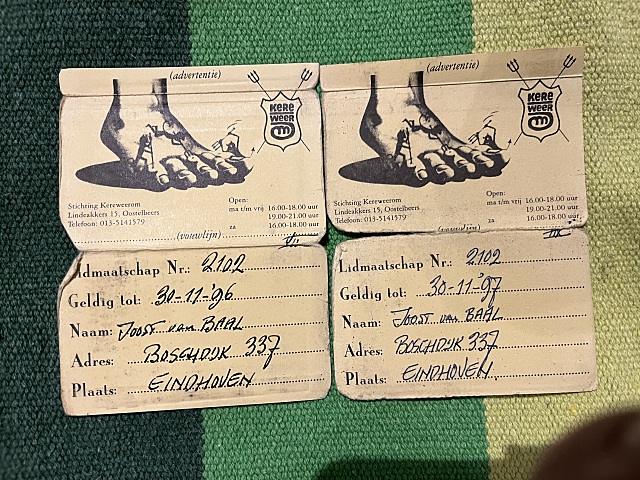 (advertentie)
KERE
WEER
OM
Stichting Kereweerom
Lindeakkers 15, Oostelbeers
Telefoon: 013-5141579
Open:
ma t/m vrij 16.00-18.00 uur
19.00-21.00 uur
za 16.00-18.00 uur
(vouwlijn)
Lidmaatschap Nr.: 2102
Geldig tot: 30-11-'96
Naam: JOOST van BAAL
Adres: BOSCHDIJK 337
Plaats: EINDHOVEN
(advertentie)
KERE
WEER
OM
Stichting Kereweerom
Lindeakkers 15, Oostelbeers
Telefoon: 013-5141579
Open:
ma t/m vrij 16.00-18.00 uur
19.00-21.00 uur
za 16.00-18.00 uur
(vouwlijn)
Lidmaatschap Nr.: 2102
Geldig tot: 30-11-'97
Naam: JOOST van BAAL
Adres: BOSCHDIJK 337
Plaats: EINDHOVEN